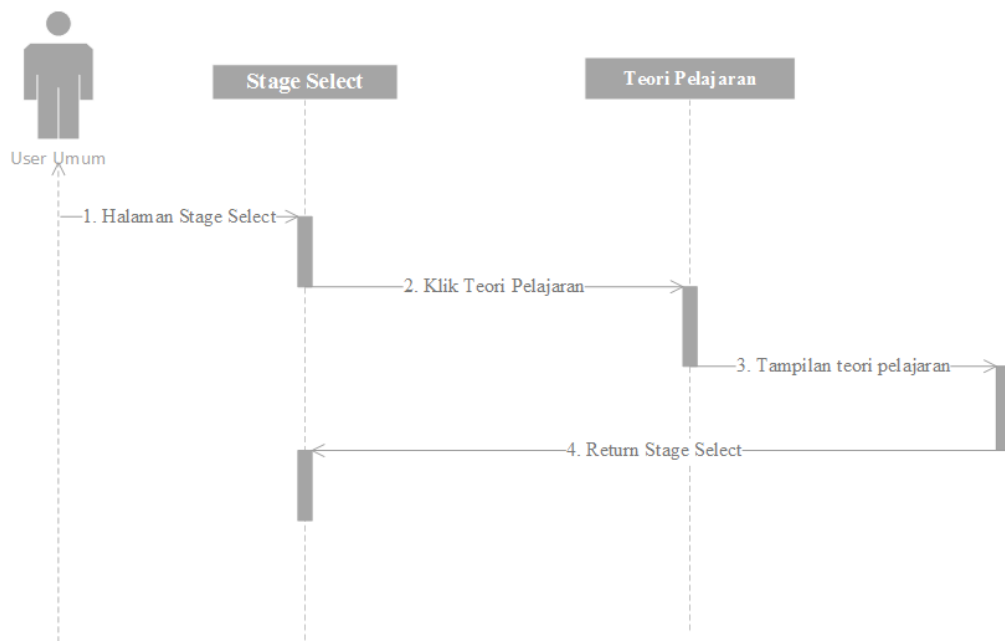 Stage Select
Teori Pelajaran
User Umum
1. Halaman Stage Select
2. Klik Teori Pelajaran
3. Tampilan teori pelajaran
4. Return Stage Select